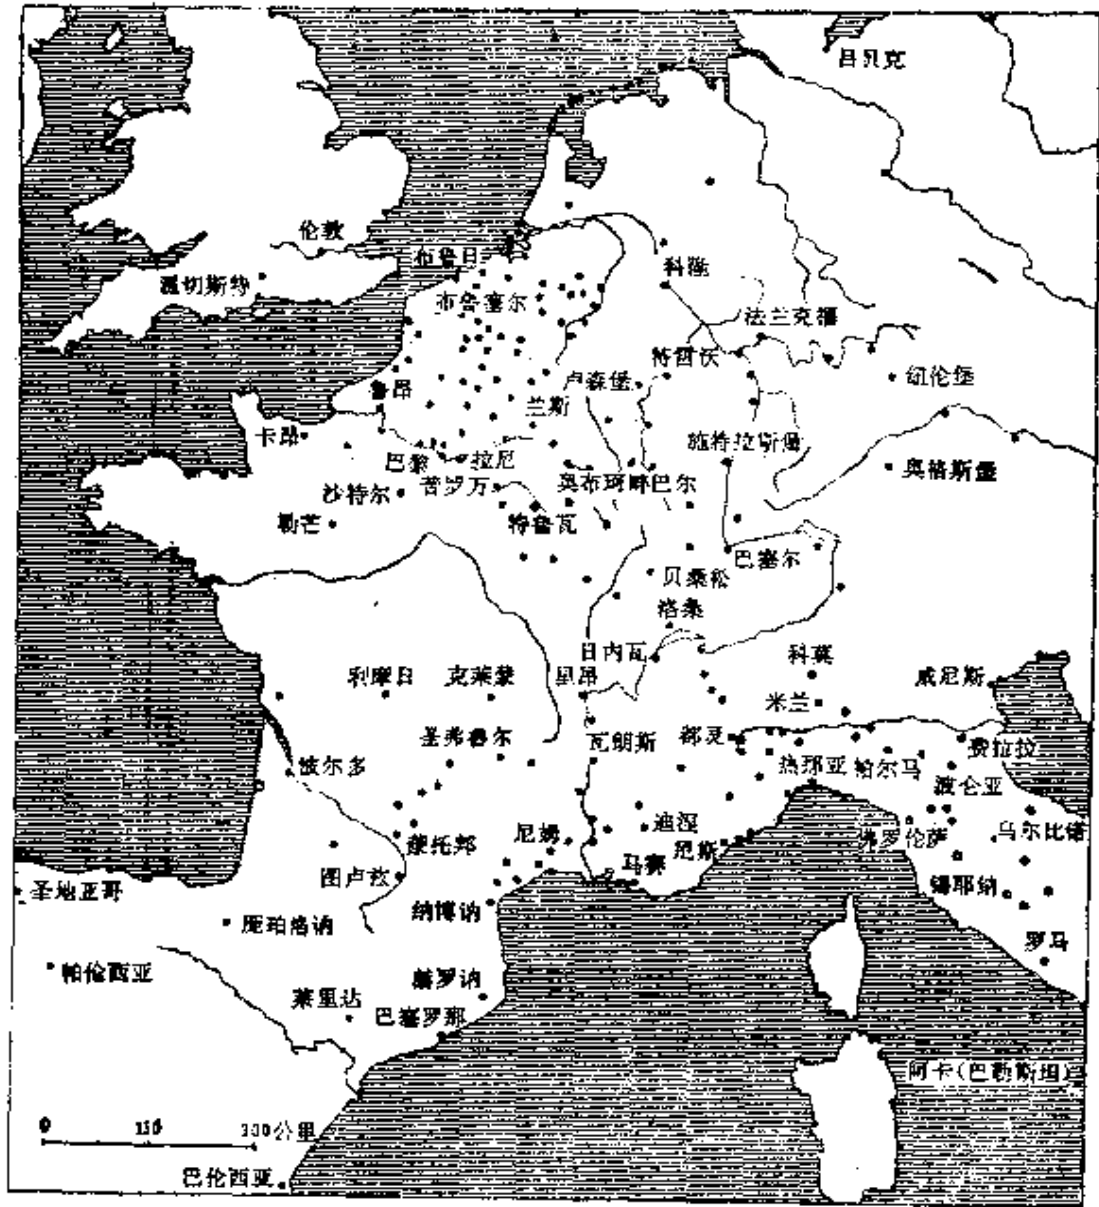 吕贝克
伦敦
布鲁日
科隆
温切斯特
布鲁塞尔
法兰克福
特里沃
卢森堡
纽伦堡
鲁昂
兰斯
卡昂
施特拉斯堡
巴黎
拉尼
奥格斯堡
普罗万
奥布河畔巴尔
沙特尔
特鲁瓦
勒芒
巴塞尔
贝桑松
洛桑
日内瓦
科莫
利摩日
克莱蒙
里昂
威尼斯
米兰
圣弗鲁尔
瓦朗斯
都灵
费拉拉
波尔多
热那亚
帕尔马
波仑亚
蒙托邦
尼姆
迪涅
尼斯
弗罗伦萨
乌尔比诺
图卢兹
马赛
锡耶纳
圣地亚哥
纳博讷
庞珀洛讷
罗马
帕伦西亚
赫罗讷
莱里达
巴塞罗那
阿卡(巴勒斯坦)
0 150 300公里
巴伦西亚